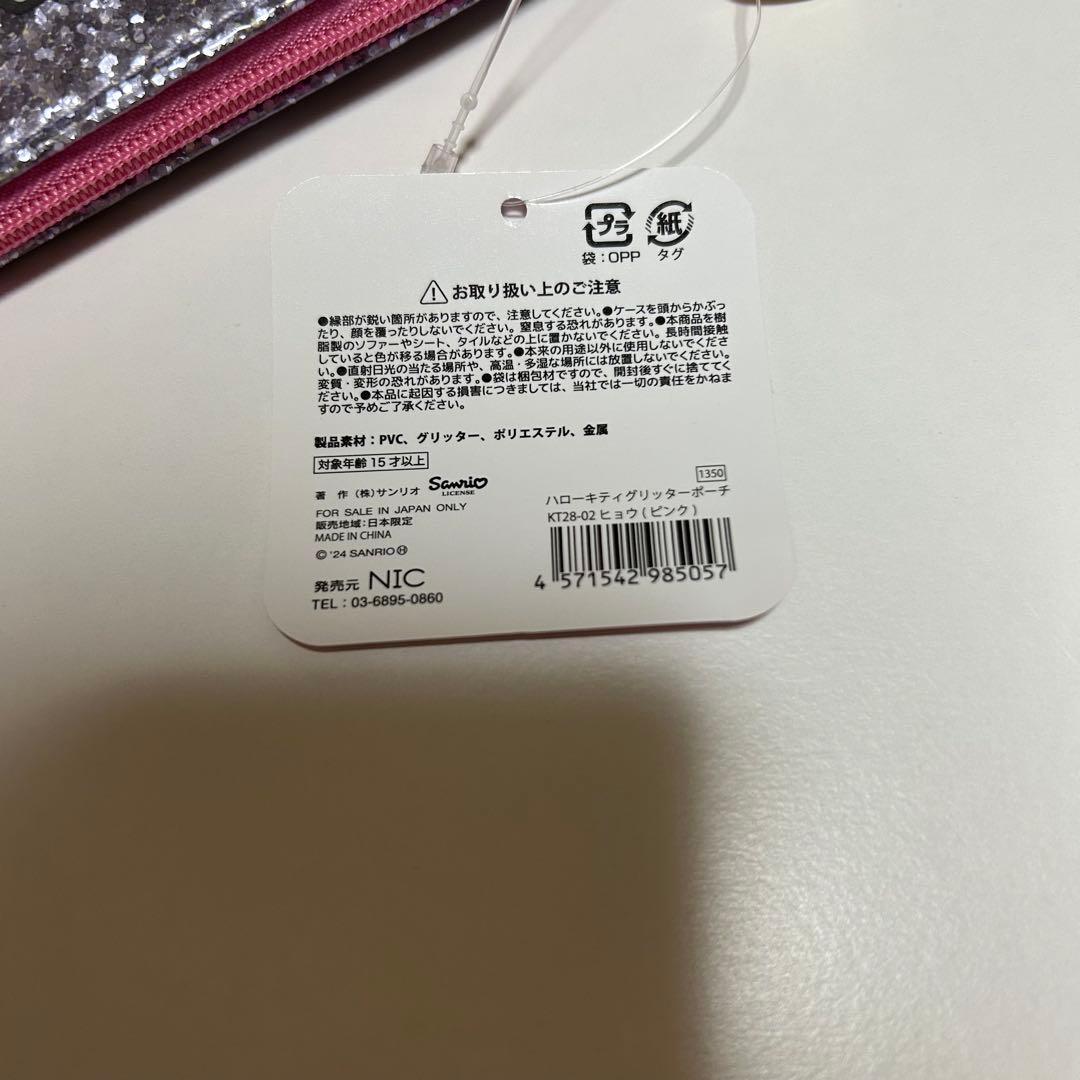 プラ 紙
袋：OPP タグ
お取り扱い上のご注意
●縁部が鋭い箇所がありますので、注意してください。●ケースを頭からかぶっ
たり、顔を覆ったりしないでください。窒息する恐れがあります。●本商品を樹
脂製のソファーやシート、タイルなどの上に置かないでください。長時間接触
していると色が移る場合があります。●本来の用途以外に使用しないでくださ
い。●直射日光の当たる場所や、高温・多湿な場所には放置しないでください。
変質・変形の恐れがあります。●袋は梱包材ですので、開封後すぐに捨ててく
ださい。●本品に起因する損害につきましては、当社では一切の責任をかねま
すので予めご了承ください。
製品素材：PVC、グリッター、ポリエステル、金属
対象年齢 15 才以上
著 作 (株) サンリオ Sanrio LICENSE
FOR SALE IN JAPAN ONLY
販売地域：日本限定
MADE IN CHINA
© '24 SANRIO Ⓗ
発売元 NIC
TEL：03-6895-0860
1350
ハローキティグリッターポーチ
KT28-02 ヒョウ ( ピンク )
4 571542 985057